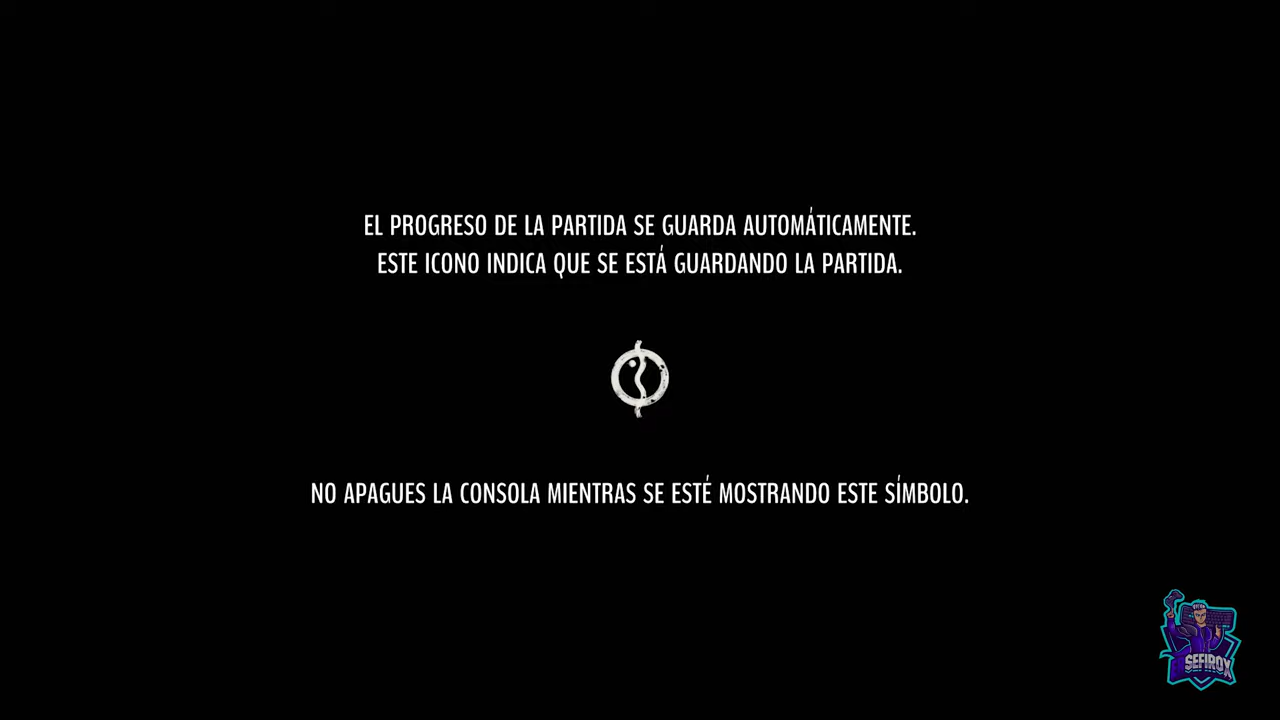 EL PROGRESO DE LA PARTIDA SE GUARDA AUTOMÁTICAMENTE.
ESTE ICONO INDICA QUE SE ESTÁ GUARDANDO LA PARTIDA.
NO APAGUES LA CONSOLA MIENTRAS SE ESTÉ MOSTRANDO ESTE SÍMBOLO.
SEFIROX